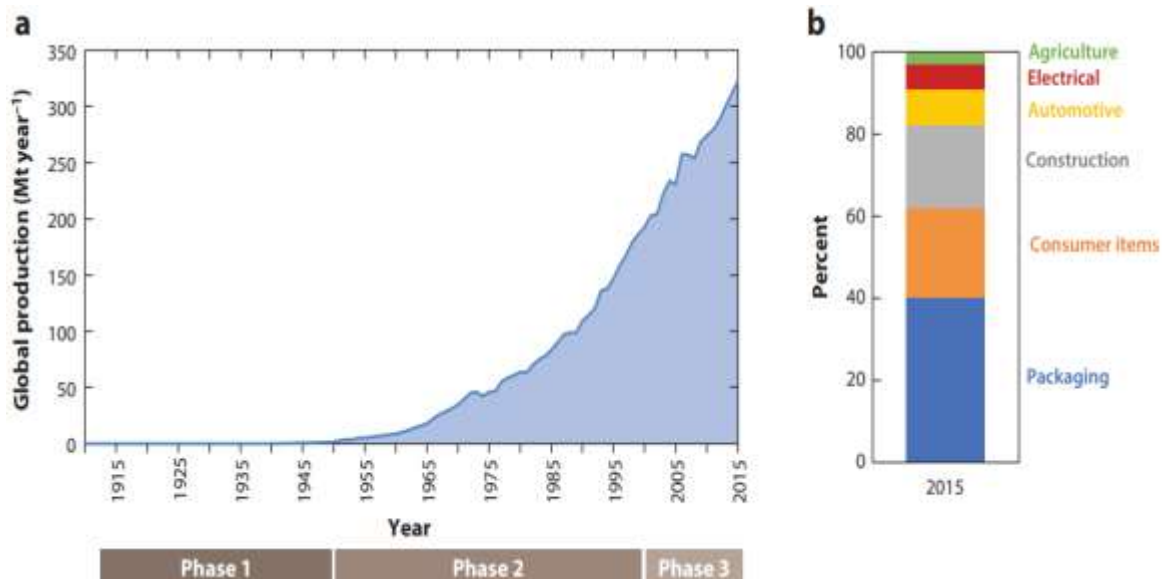 a
350
300
250
200
150
100
50
0
Global production (Mt year⁻¹)
1915
1925
1935
1945
1955
1965
1975
1985
1995
2005
2015
Year
Phase 1
Phase 2
Phase 3
b
100
80
60
40
20
0
Percent
Agriculture
Electrical
Automotive
Construction
Consumer items
Packaging
2015